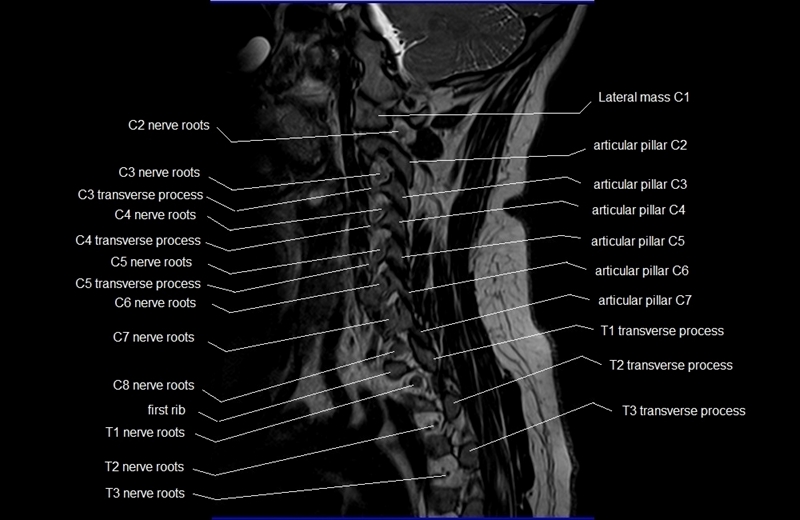 C2 nerve roots
C3 nerve roots
C3 transverse process
C4 nerve roots
C4 transverse process
C5 nerve roots
C5 transverse process
C6 nerve roots
C7 nerve roots
C8 nerve roots
first rib
T1 nerve roots
T2 nerve roots
T3 nerve roots
Lateral mass C1
articular pillar C2
articular pillar C3
articular pillar C4
articular pillar C5
articular pillar C6
articular pillar C7
T1 transverse process
T2 transverse process
T3 transverse process